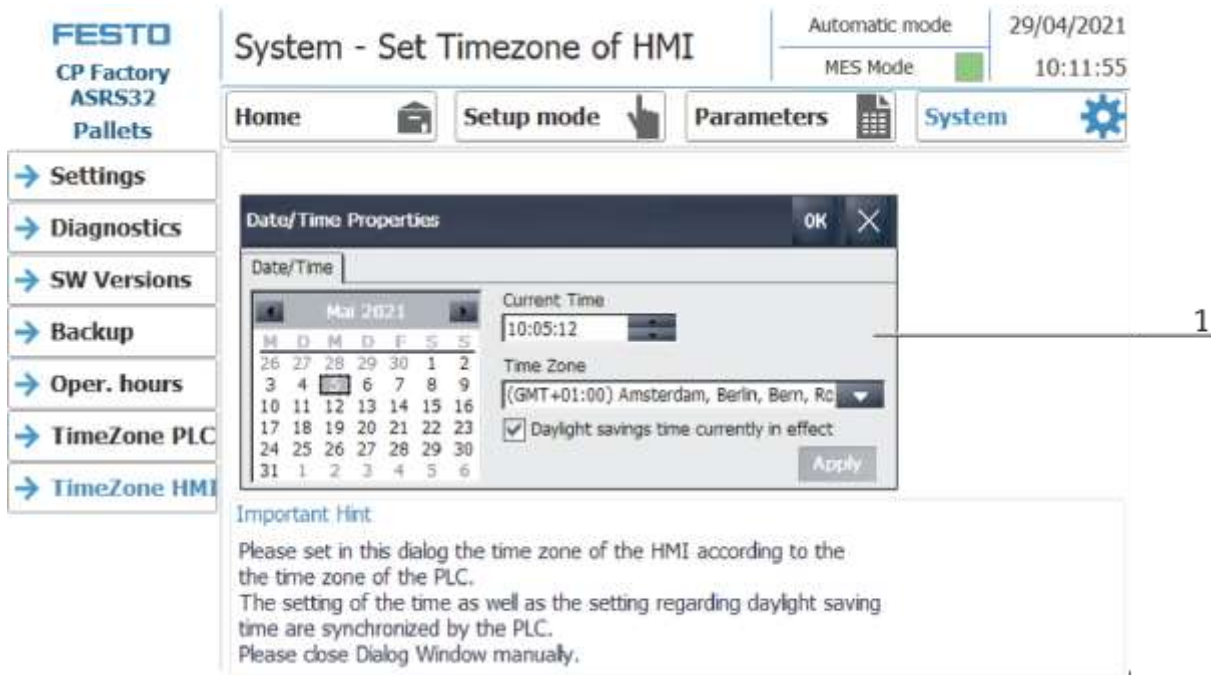 FESTO
CP Factory
ASRS32
Pallets
System - Set Timezone of HMI
Automatic mode
MES Mode
29/04/2021
10:11:55
Home
Setup mode
Parameters
System
Settings
Diagnostics
SW Versions
Backup
Oper. hours
TimeZone PLC
TimeZone HMI
Date/Time Properties
OK
Date/Time
Mai 2021
M D M D F S S
26 27 28 29 30 1 2
3 4 5 6 7 8 9
10 11 12 13 14 15 16
17 18 19 20 21 22 23
24 25 26 27 28 29 30
31 1 2 3 4 5 6
Current Time
10:05:12
Time Zone
(GMT+01:00) Amsterdam, Berlin, Bern, Rc
Daylight savings time currently in effect
Apply
1
Important Hint
Please set in this dialog the time zone of the HMI according to the
the time zone of the PLC.
The setting of the time as well as the setting regarding daylight saving
time are synchronized by the PLC.
Please close Dialog Window manually.